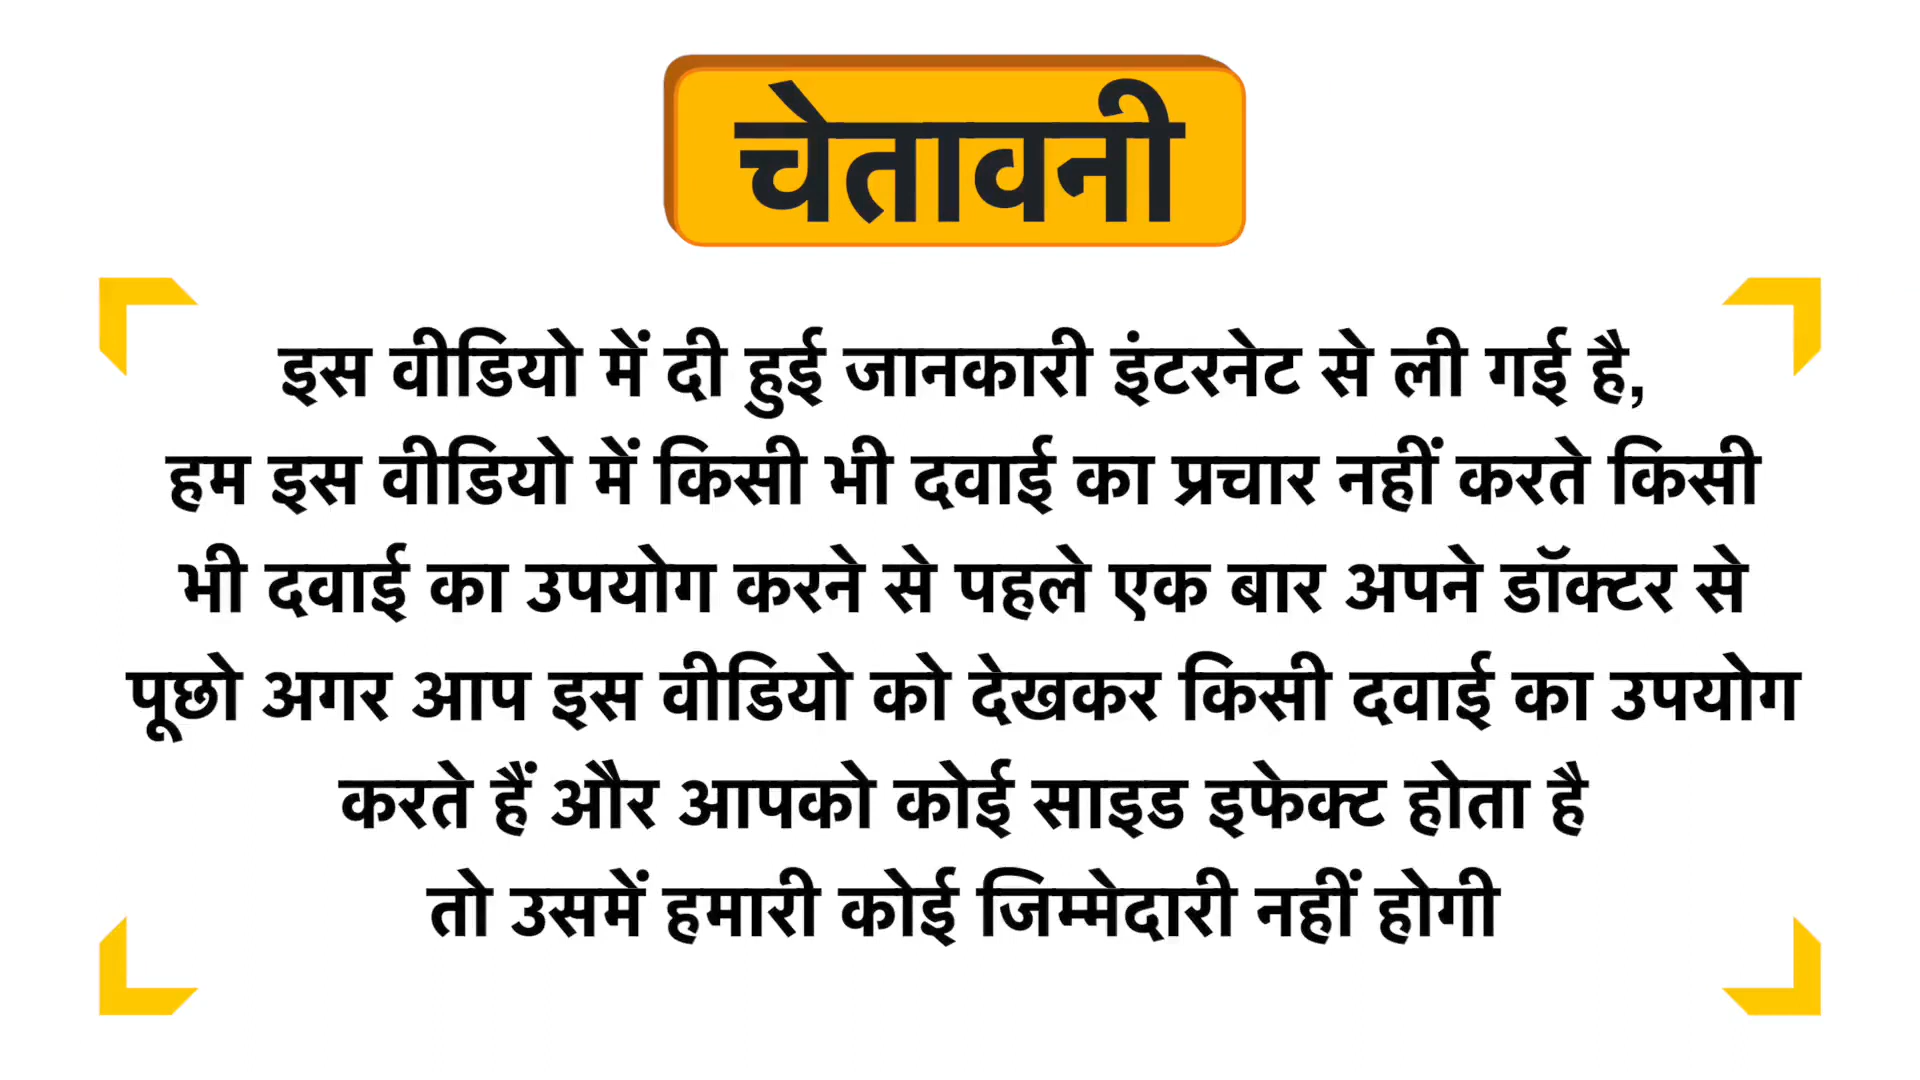 चेतावनी
इस वीडियो में दी हुई जानकारी इंटरनेट से ली गई है,
हम इस वीडियो में किसी भी दवाई का प्रचार नहीं करते किसी
भी दवाई का उपयोग करने से पहले एक बार अपने डॉक्टर से
पूछो अगर आप इस वीडियो को देखकर किसी दवाई का उपयोग
करते हैं और आपको कोई साइड इफेक्ट होता है
तो उसमें हमारी कोई जिम्मेदारी नहीं होगी